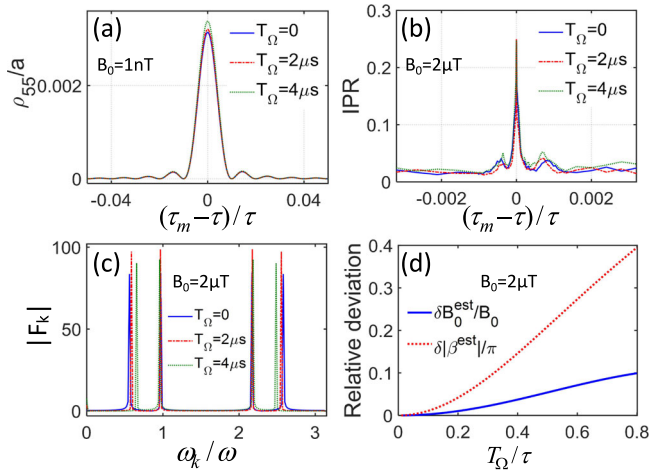 (a)
B₀=1nT
T_Ω=0
T_Ω=2μs
T_Ω=4μs
ρ₅₅/a
0.002
0
-0.04
0
0.04
(τ_m−τ)/τ
(b)
B₀=2μT
T_Ω=0
T_Ω=2μs
T_Ω=4μs
IPR
0.3
0.2
0.1
0
-0.002
0
0.002
(τ_m−τ)/τ
(c)
B₀=2μT
T_Ω=0
T_Ω=2μs
T_Ω=4μs
|F_k|
100
50
0
0
1
2
3
ω_k/ω
(d)
B₀=2μT
δB₀^est/B₀
δ|β^est|/π
Relative deviation
0.4
0.3
0.2
0.1
0
0
0.2
0.4
0.6
0.8
T_Ω/τ